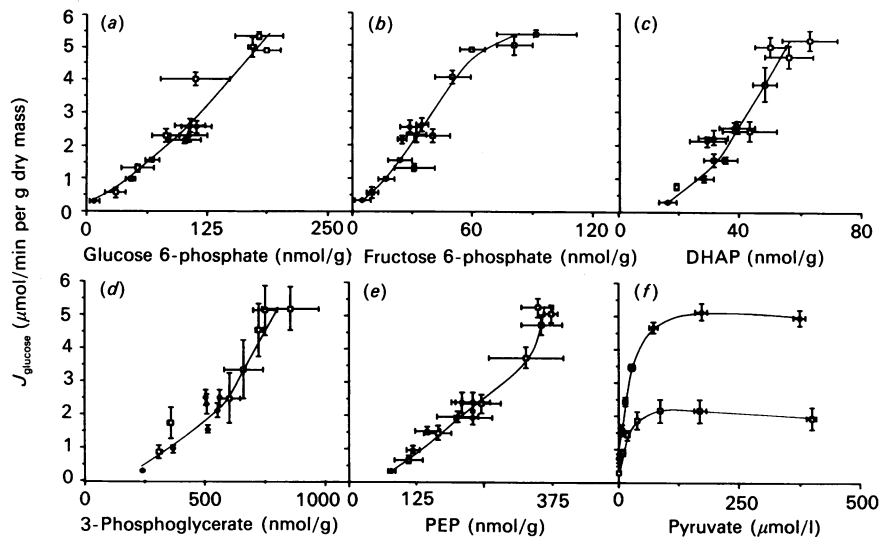 J glucose (μmol/min per g dry mass)
(a)
(b)
(c)
6
5
4
3
2
1
0
0 125 250 0 60 120 0 40 80
Glucose 6-phosphate (nmol/g) Fructose 6-phosphate (nmol/g) DHAP (nmol/g)
(d)
(e)
(f)
6
5
4
3
2
1
0
0 500 1000 0 125 375 0 500
3-Phosphoglycerate (nmol/g) PEP (nmol/g) Pyruvate (μmol/l)